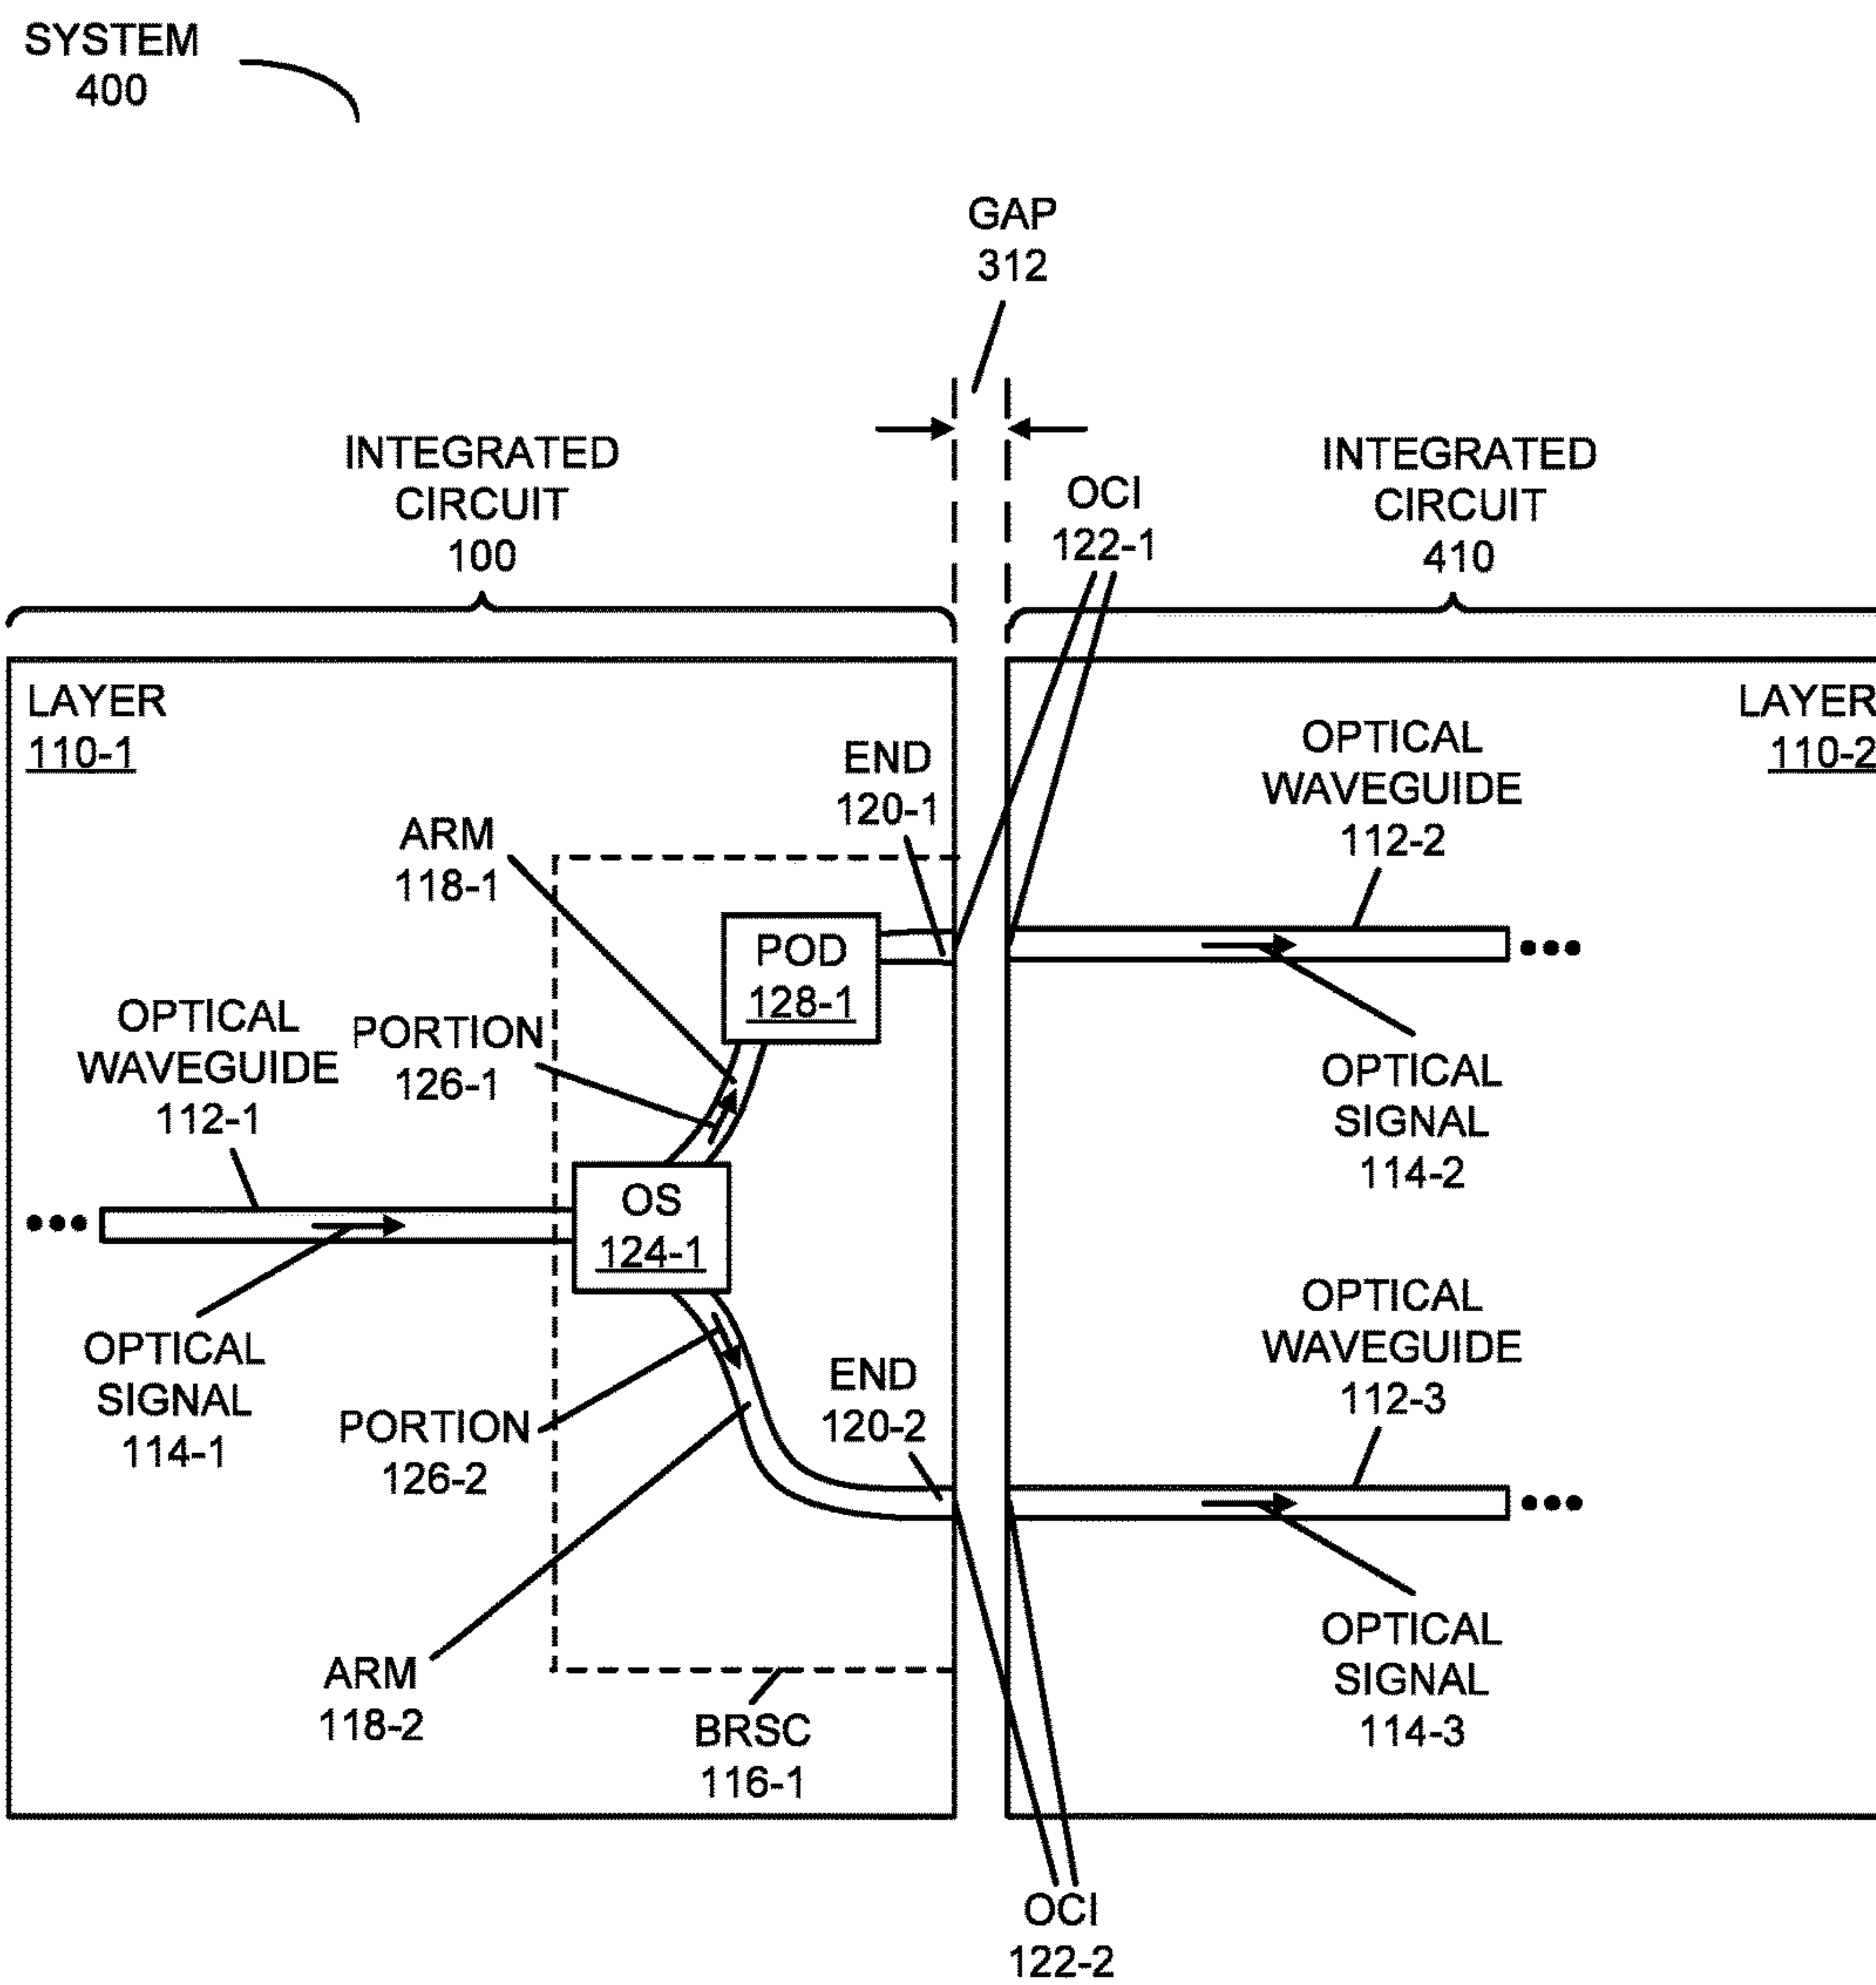 SYSTEM
400
GAP
312
INTEGRATED
CIRCUIT
100
OCI
122-1
INTEGRATED
CIRCUIT
410
LAYER
110-1
END
120-1
ARM
118-1
POD
128-1
OPTICAL
WAVEGUIDE
112-1
PORTION
126-1
OS
124-1
OPTICAL
SIGNAL
114-1
PORTION
126-2
END
120-2
ARM
118-2
BRSC
116-1
LAYER
110-2
OPTICAL
WAVEGUIDE
112-2
OPTICAL
SIGNAL
114-2
OPTICAL
WAVEGUIDE
112-3
OPTICAL
SIGNAL
114-3
OCI
122-2